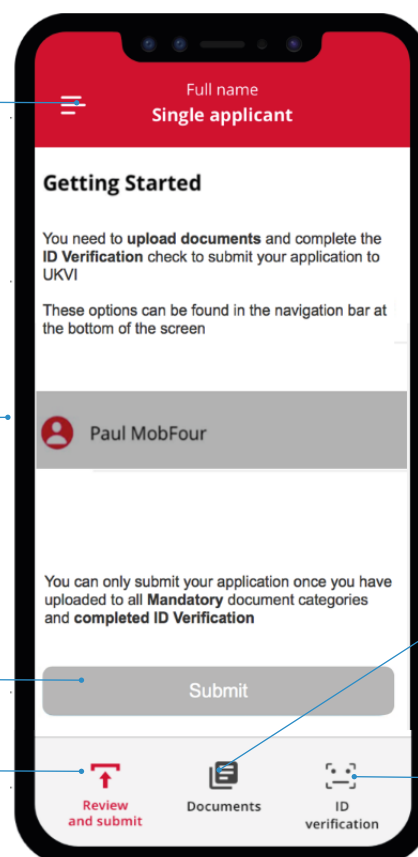 Full name
Single applicant
Getting Started
You need to upload documents and complete the
ID Verification check to submit your application to
UKVI
These options can be found in the navigation bar at
the bottom of the screen
Paul MobFour
You can only submit your application once you have
uploaded to all Mandatory document categories
and completed ID Verification
Submit
Review
and submit
Documents
ID
verification